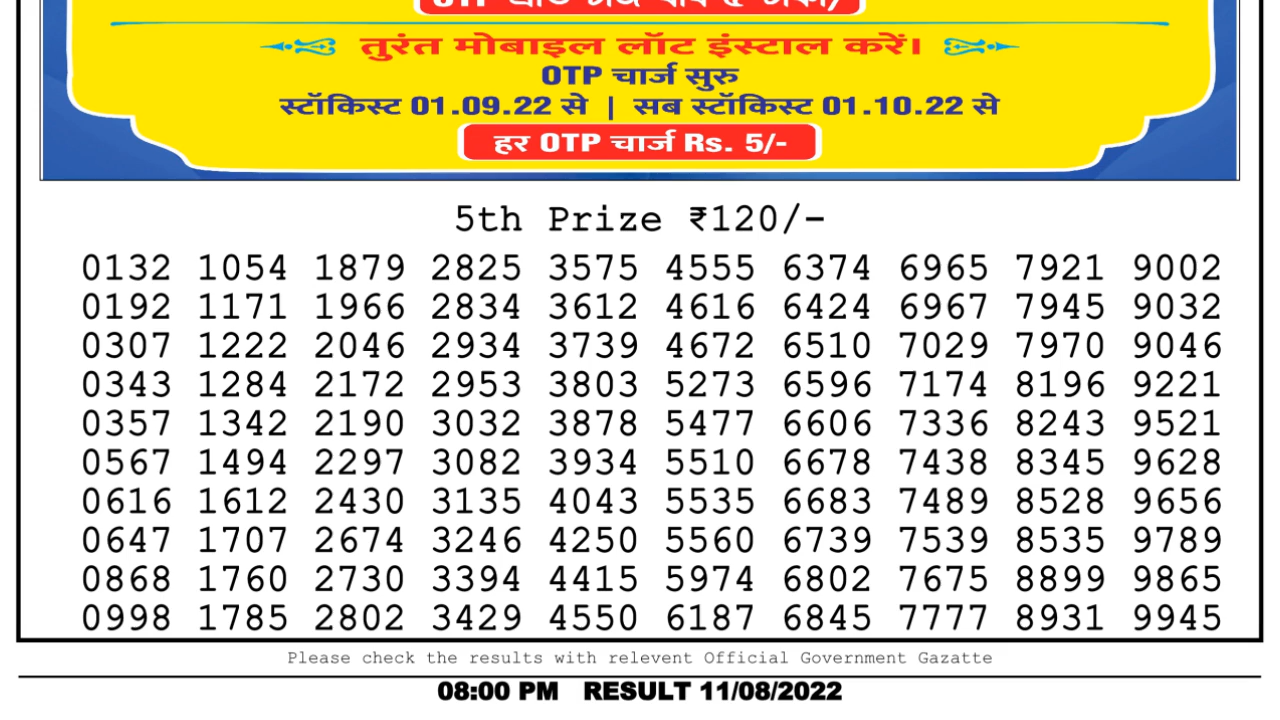 तुरंत मोबाइल लॉट इंस्टाल करें।
OTP चार्ज सुरु
स्टॉकिस्ट 01.09.22 से | सब स्टॉकिस्ट 01.10.22 से
हर OTP चार्ज Rs. 5/-
5th Prize ₹120/-
0132 1054 1879 2825 3575 4555 6374 6965 7921 9002
0192 1171 1966 2834 3612 4616 6424 6967 7945 9032
0307 1222 2046 2934 3739 4672 6510 7029 7970 9046
0343 1284 2172 2953 3803 5273 6596 7174 8196 9221
0357 1342 2190 3032 3878 5477 6606 7336 8243 9521
0567 1494 2297 3082 3934 5510 6678 7438 8345 9628
0616 1612 2430 3135 4043 5535 6683 7489 8528 9656
0647 1707 2674 3246 4250 5560 6739 7539 8535 9789
0868 1760 2730 3394 4415 5974 6802 7675 8899 9865
0998 1785 2802 3429 4550 6187 6845 7777 8931 9945
Please check the results with relevent Official Government Gazatte
08:00 PM RESULT 11/08/2022